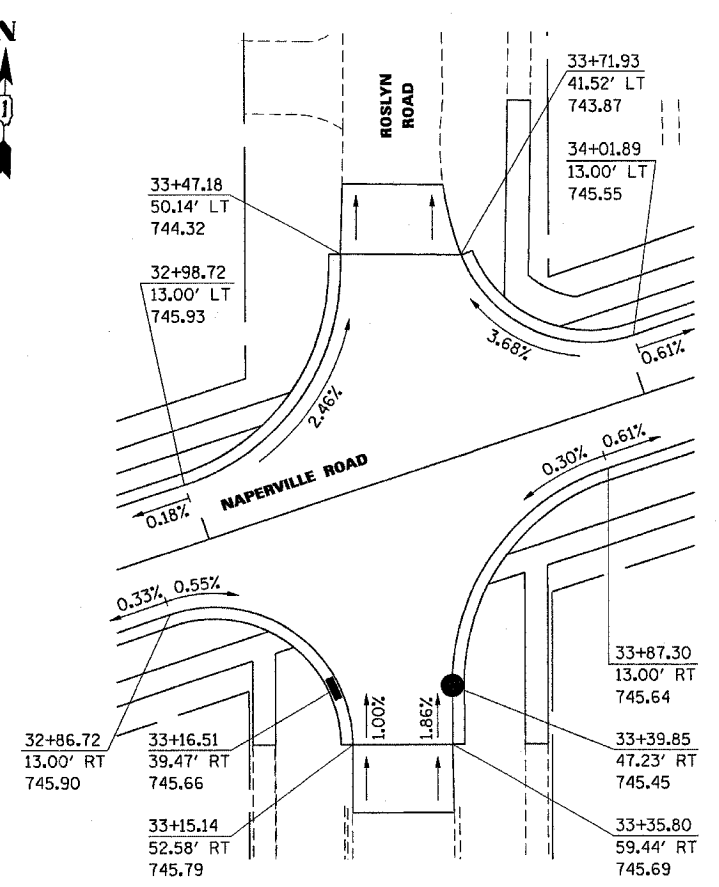 N
1
ROSLYN
ROAD
33+71.93
41.52' LT
743.87
34+01.89
13.00' LT
745.55
33+47.18
50.14' LT
744.32
32+98.72
13.00' LT
745.93
3.68%
0.61%
2.46%
NAPERVILLE ROAD
0.18%
0.30%
0.61%
0.33%
0.55%
1.00%
1.86%
33+87.30
13.00' RT
745.64
32+86.72
13.00' RT
745.90
33+16.51
39.47' RT
745.66
33+39.85
47.23' RT
745.45
33+15.14
52.58' RT
745.79
33+35.80
59.44' RT
745.69